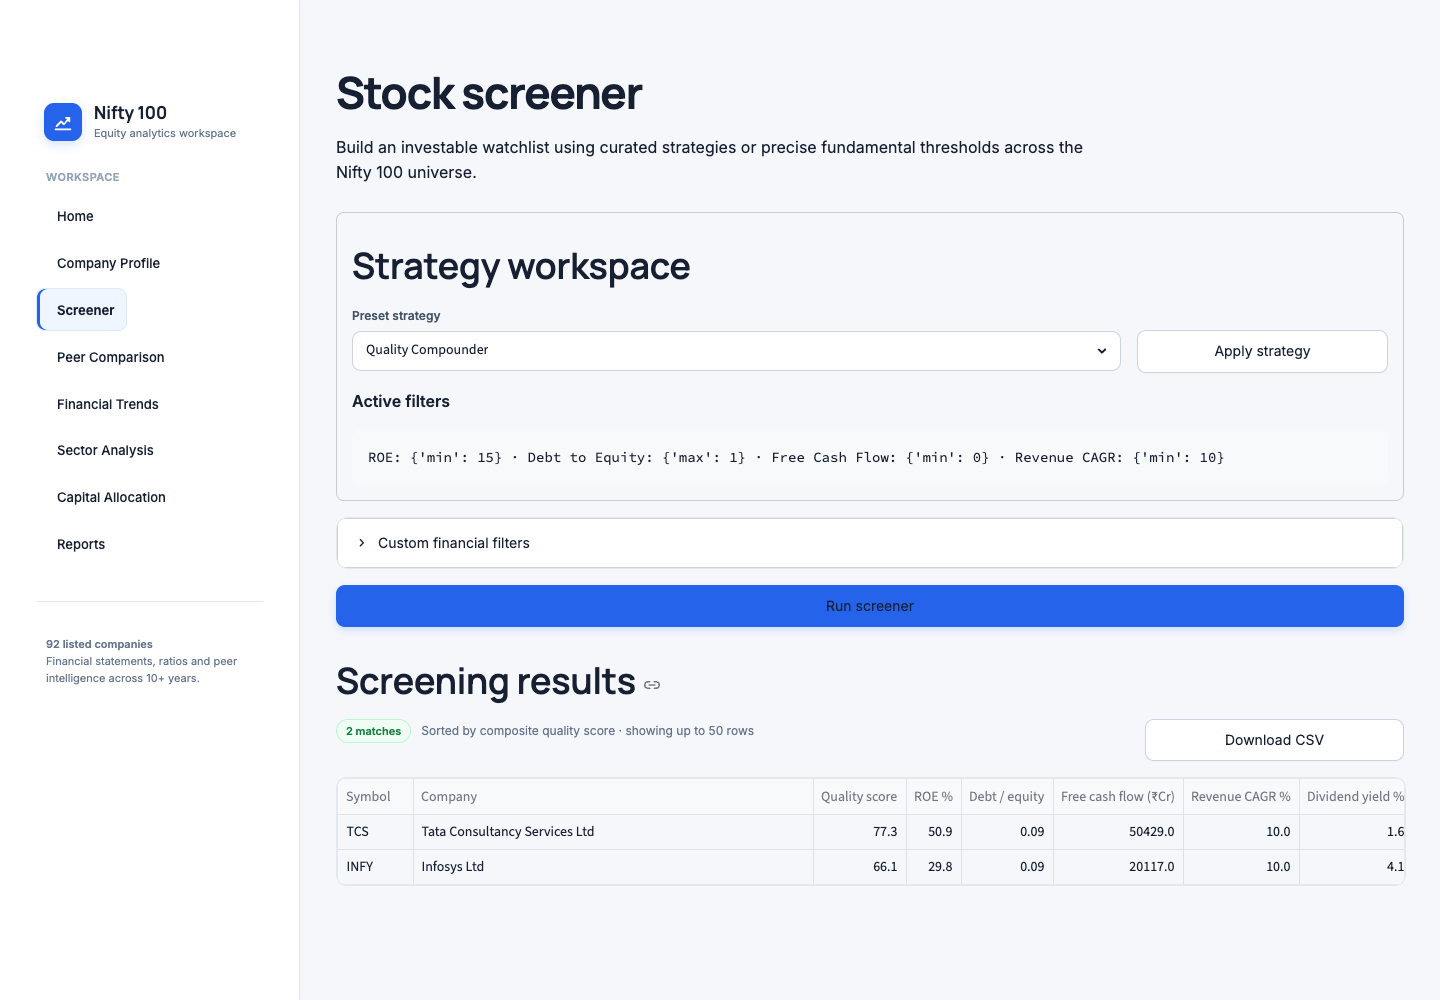 Nifty 100
Equity analytics workspace
WORKSPACE
Home
Company Profile
Screener
Peer Comparison
Financial Trends
Sector Analysis
Capital Allocation
Reports
92 listed companies
Financial statements, ratios and peer
intelligence across 10+ years.
Stock screener
Build an investable watchlist using curated strategies or precise fundamental thresholds across the
Nifty 100 universe.
Strategy workspace
Preset strategy
Quality Compounder
Apply strategy
Active filters
ROE: {'min': 15} · Debt to Equity: {'max': 1} · Free Cash Flow: {'min': 0} · Revenue CAGR: {'min': 10}
Custom financial filters
Run screener
Screening results
2 matches Sorted by composite quality score · showing up to 50 rows
Download CSV
Symbol Company Quality score ROE % Debt / equity Free cash flow (₹Cr) Revenue CAGR % Dividend yield %
TCS Tata Consultancy Services Ltd 77.3 50.9 0.09 50429.0 10.0 1.6
INFY Infosys Ltd 66.1 29.8 0.09 20117.0 10.0 4.1